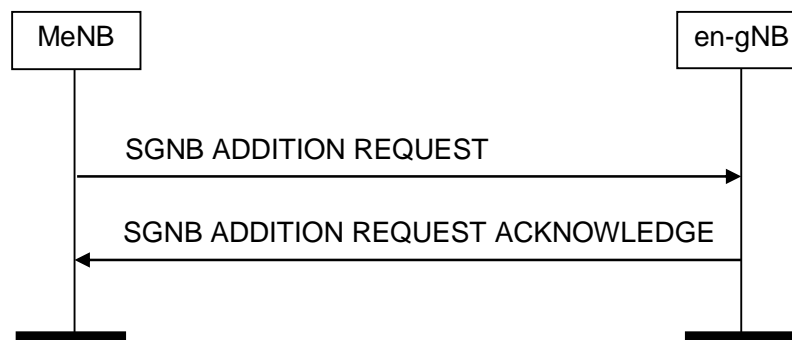 MeNB
en-gNB
SGNB ADDITION REQUEST
SGNB ADDITION REQUEST ACKNOWLEDGE